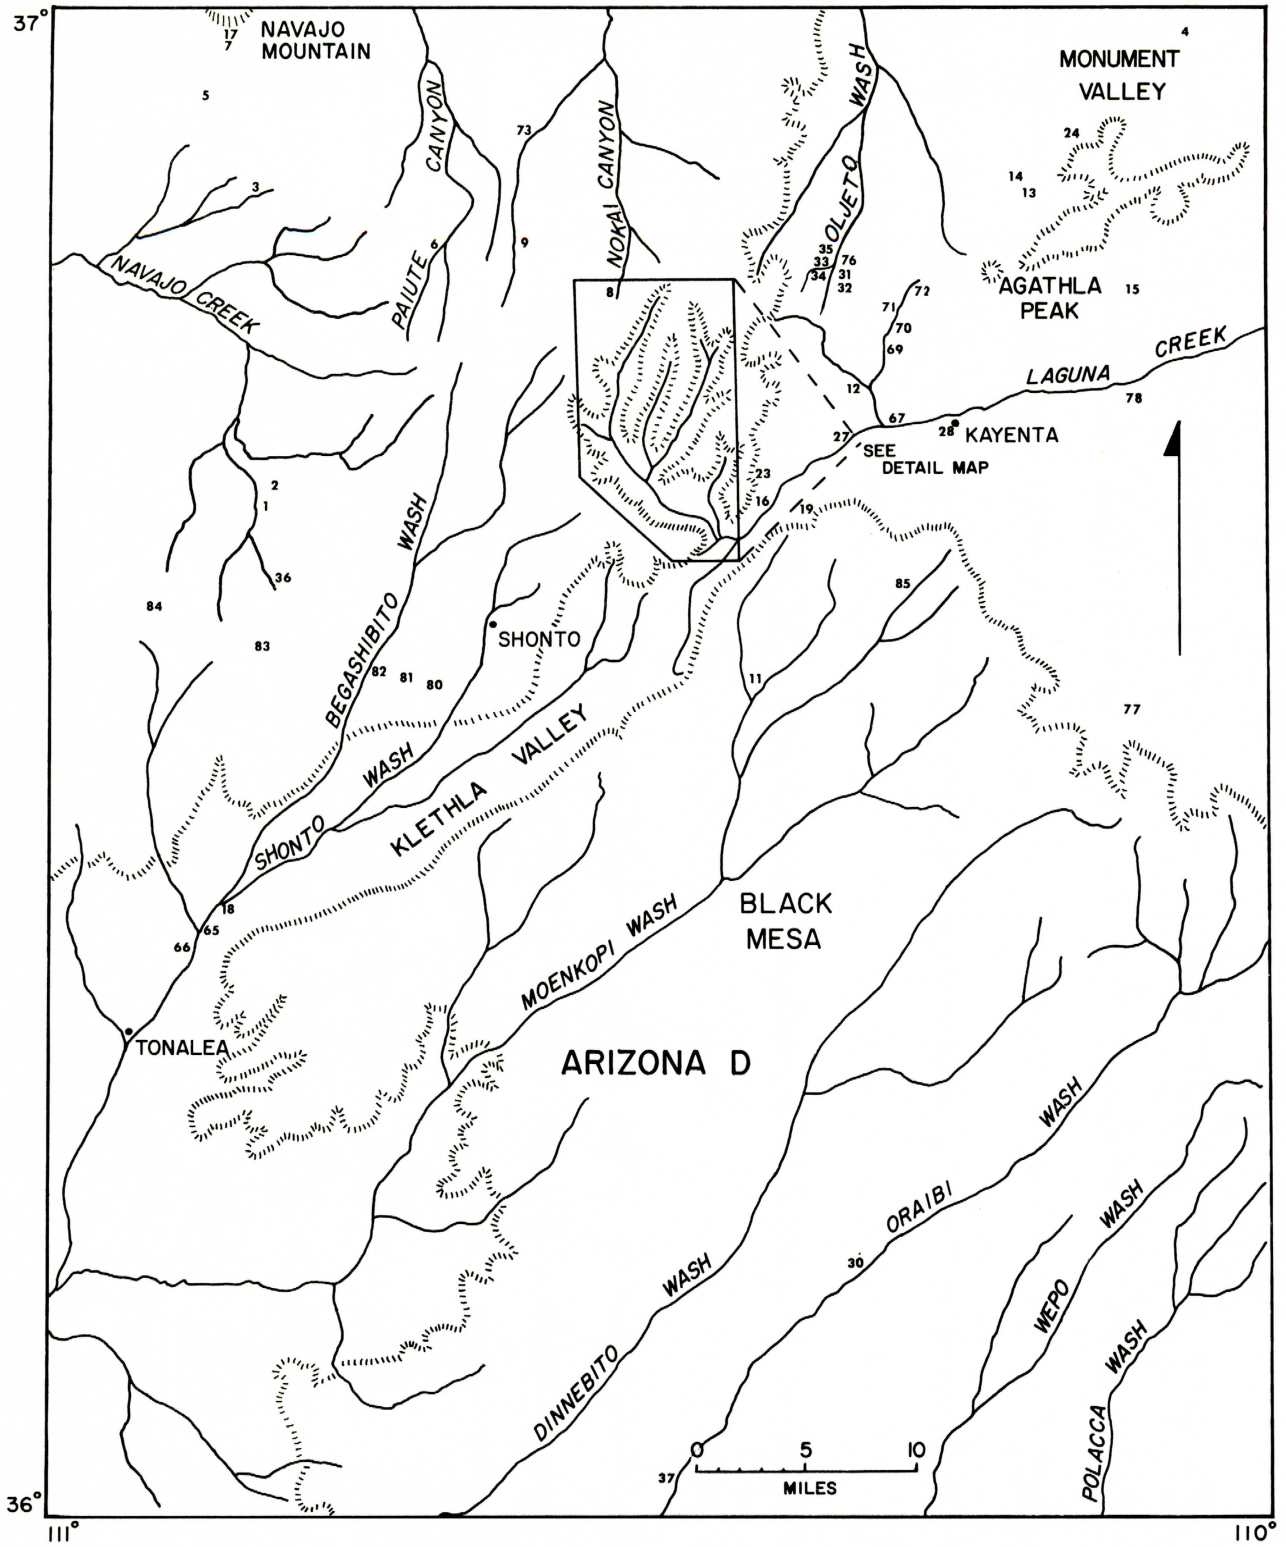 37°
17
7
NAVAJO
MOUNTAIN
5
3
CANYON
PAIUTE
6
73
9
NOKAI CANYON
8
WASH
OLJETO
35
33
34
76
31
32
4
MONUMENT
VALLEY
24
14
13
AGATHLA
PEAK
15
72
71
70
69
12
67
27
28
KAYENTA
LAGUNA
CREEK
78
SEE
DETAIL MAP
NAVAJO CREEK
2
1
36
84
83
23
16
19
85
BEGASHIBITO
WASH
82
81
80
SHONTO
11
77
SHONTO
WASH
KLETHLA
VALLEY
18
65
66
TONALEA
BLACK
MESA
MOENKOPI WASH
ARIZONA D
ORAIBI
WASH
30
WEPO
WASH
POLACCA
WASH
DINNEBITO
WASH
37
0 5 10
MILES
36°
111°
110°